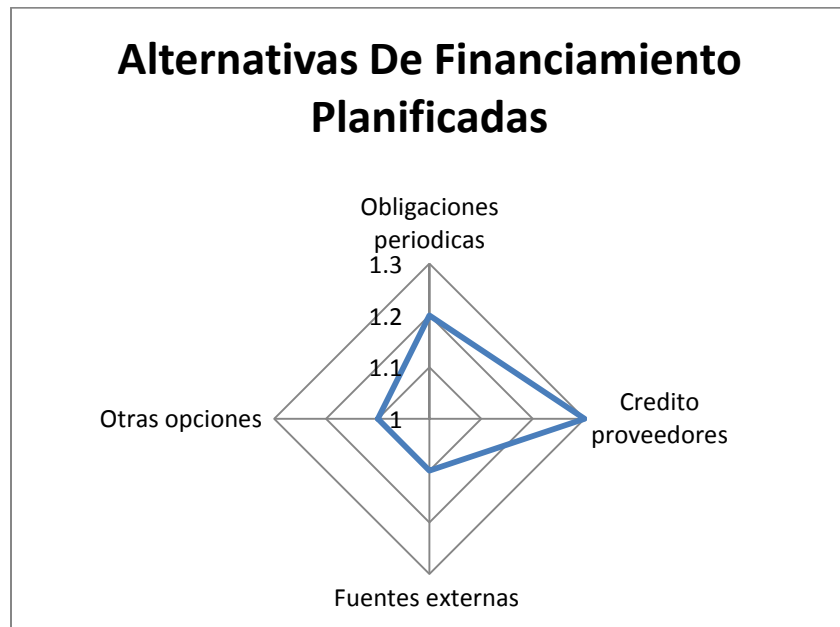 Alternativas De Financiamiento
Planificadas
Obligaciones
periodicas
1.3
1.2
1.1
1
Otras opciones
Credito
proveedores
Fuentes externas